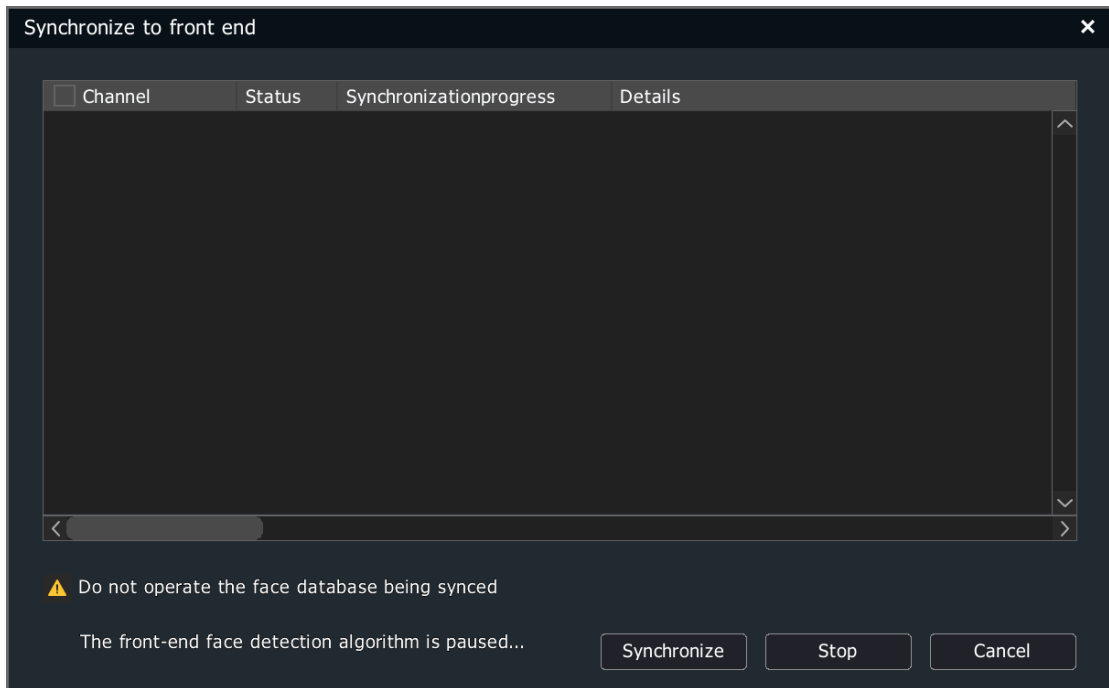 Synchronize to front end
Channel Status Synchronizationprogress Details
Do not operate the face database being synced
The front-end face detection algorithm is paused...
Synchronize Stop Cancel